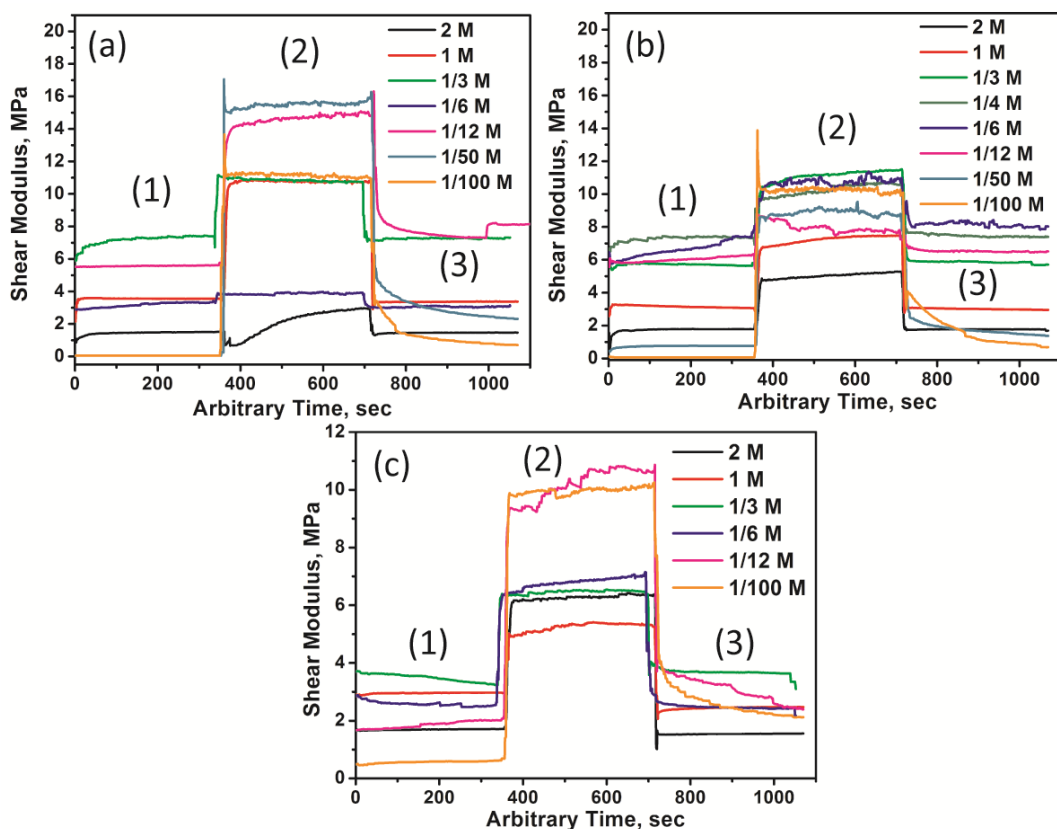 (a)
(2)
(1)
(3)
2 M
1 M
1/3 M
1/6 M
1/12 M
1/50 M
1/100 M
20
18
16
14
12
10
8
6
4
2
0
Shear Modulus, MPa
0 200 400 600 800 1000
Arbitrary Time, sec
(b)
(2)
(1)
(3)
2 M
1 M
1/3 M
1/4 M
1/6 M
1/12 M
1/50 M
1/100 M
20
18
16
14
12
10
8
6
4
2
0
Shear Modulus, MPa
0 200 400 600 800 1000
Arbitrary Time, sec
(c)
(2)
(1)
(3)
2 M
1 M
1/3 M
1/6 M
1/12 M
1/100 M
12
10
8
6
4
2
0
Shear Modulus, MPa
0 200 400 600 800 1000
Arbitrary Time, sec